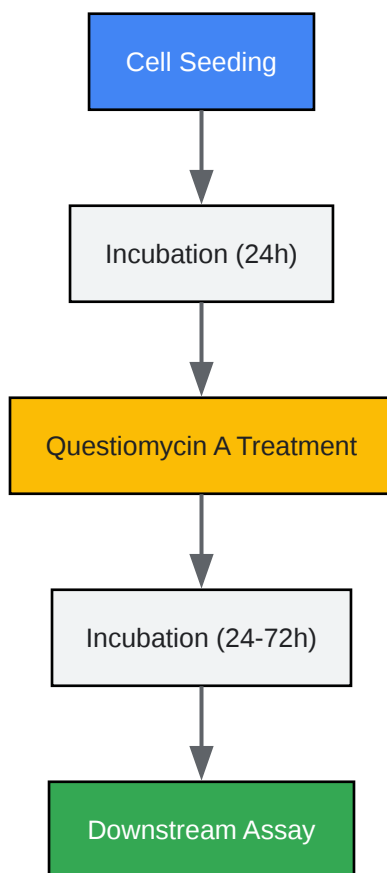 Cell Seeding
Incubation (24h)
Questiomycin A Treatment
Incubation (24-72h)
Downstream Assay